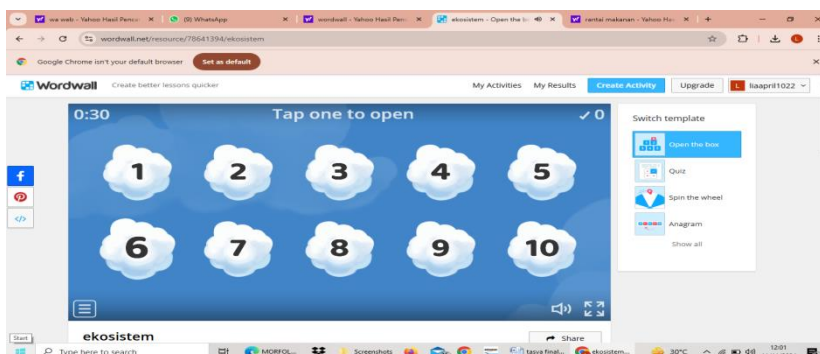 wa web - Yahoo Hasil Pencar
(0) WhatsApp
wordwall - Yahoo Hasil Penc
ekosistem - Open the b
rantai makanan - Yahoo Ha
wordwall.net/resource/78641394/ekosistem
Google Chrome isn't your default browser
Set as default
Wordwall
Create better lessons quicker
My Activities
My Results
Create Activity
Upgrade
L
liaapril1022
0:30
Tap one to open
✓ 0
1
2
3
4
5
6
7
8
9
10
Switch template
Open the box
Quiz
Spin the wheel
Anagram
Show all
ekosistem
Share
Start
Type here to search
MORFOL...
Screenshots
tasya final...
ekosistem...
30°C
12:01